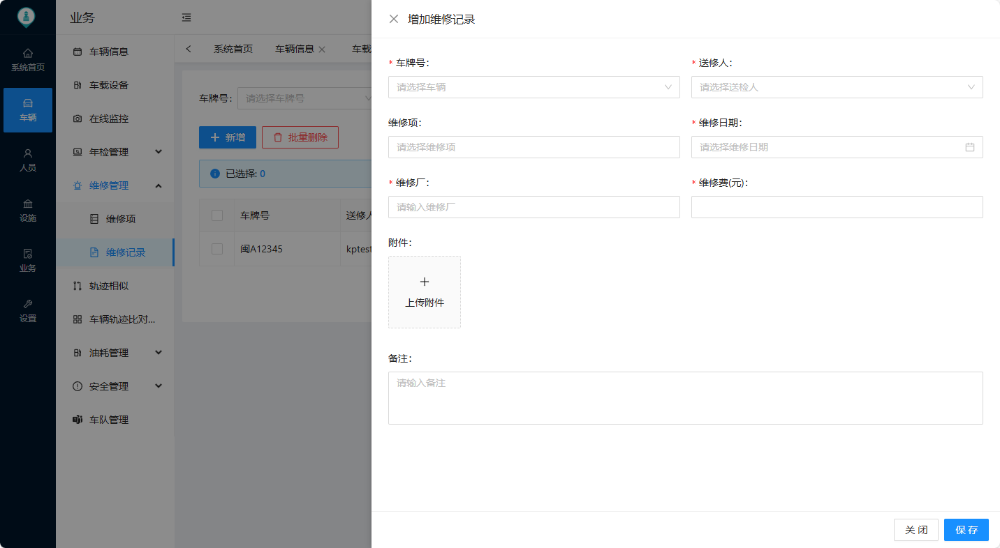 系统首页
车辆
人员
设施
业务
设置
业务
车辆信息
车载设备
在线监控
年检管理
维修管理
维修项
维修记录
轨迹相似
车辆轨迹比对...
油耗管理
安全管理
车队管理
系统首页 车辆信息 车载
车牌号: 请选择车牌号
新增 批量删除
已选择: 0
车牌号 送修人
闽A12345 kptest
增加维修记录
* 车牌号: * 送修人:
请选择车辆 请选择送检人
维修项: * 维修日期:
请选择维修项 请选择维修日期
* 维修厂: * 维修费(元):
请输入维修厂
附件:
上传附件
备注:
请输入备注
关 闭 保 存